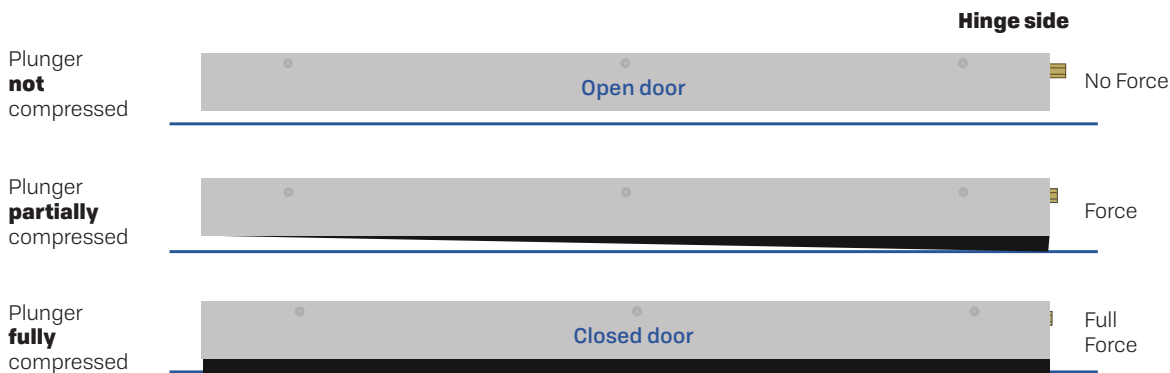 Hinge side
Plunger
not
compressed
Open door
No Force
Plunger
partially
compressed
Force
Plunger
fully
compressed
Closed door
Full
Force